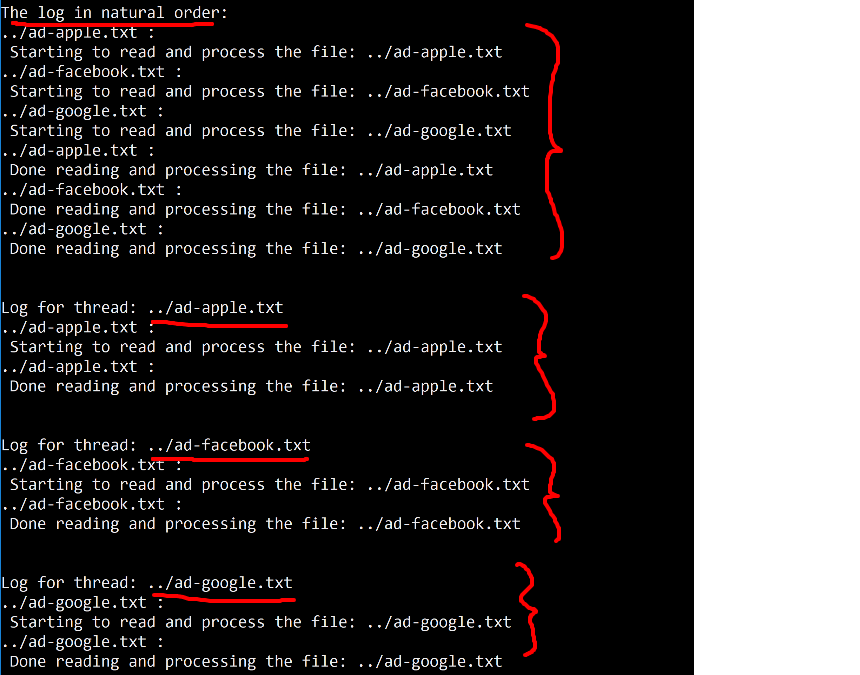 The log in natural order:
../ad-apple.txt :
Starting to read and process the file: ../ad-apple.txt
../ad-facebook.txt :
Starting to read and process the file: ../ad-facebook.txt
../ad-google.txt :
Starting to read and process the file: ../ad-google.txt
../ad-apple.txt :
Done reading and processing the file: ../ad-apple.txt
../ad-facebook.txt :
Done reading and processing the file: ../ad-facebook.txt
../ad-google.txt :
Done reading and processing the file: ../ad-google.txt
Log for thread: ../ad-apple.txt
../ad-apple.txt :
Starting to read and process the file: ../ad-apple.txt
../ad-apple.txt :
Done reading and processing the file: ../ad-apple.txt
Log for thread: ../ad-facebook.txt
../ad-facebook.txt :
Starting to read and process the file: ../ad-facebook.txt
../ad-facebook.txt :
Done reading and processing the file: ../ad-facebook.txt
Log for thread: ../ad-google.txt
../ad-google.txt :
Starting to read and process the file: ../ad-google.txt
../ad-google.txt :
Done reading and processing the file: ../ad-google.txt